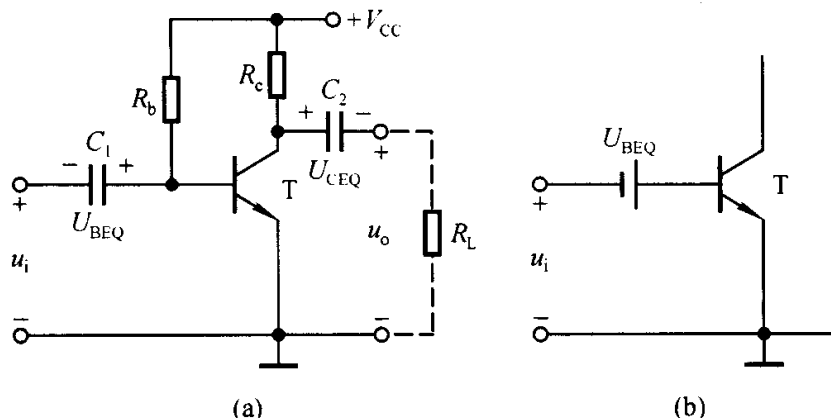 +V_CC
R_c
C_2
R_b
+ −
C_1
− +
U_BEQ
T
U_CEQ
+
+
u_i
u_o
R_L
−
−
(a)
U_BEQ
T
+
u_i
−
(b)